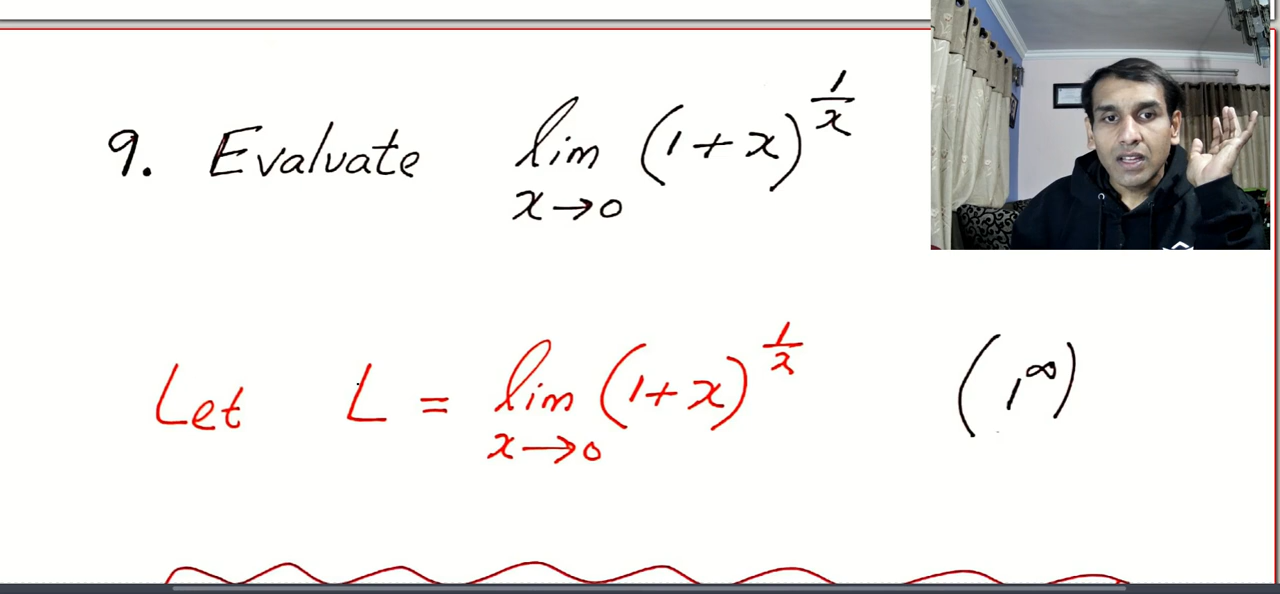 9. Evaluate lim x→0 (1+x)^(1/x)
Let L = lim x→0 (1+x)^(1/x) (1^∞)